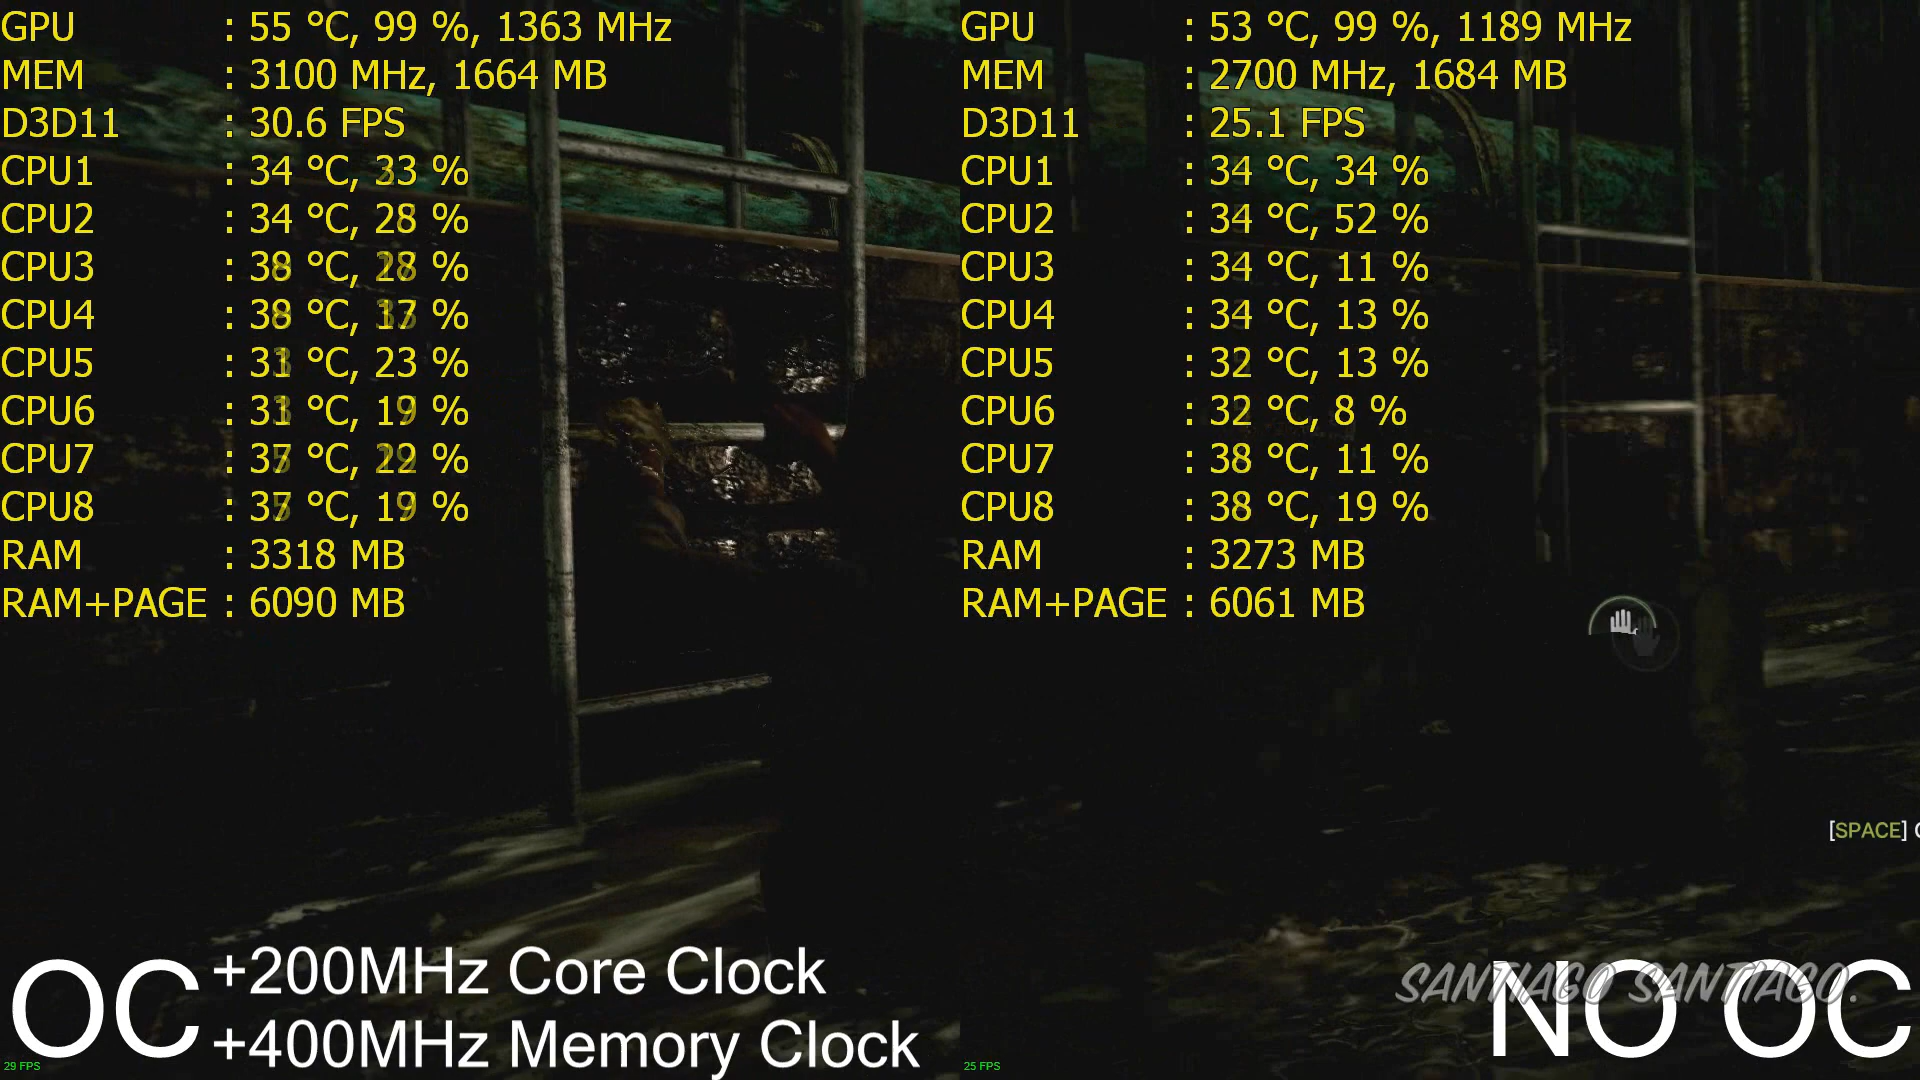 GPU : 55 °C, 99 %, 1363 MHz
MEM : 3100 MHz, 1664 MB
D3D11 : 30.6 FPS
CPU1 : 34 °C, 33 %
CPU2 : 34 °C, 28 %
CPU3 : 38 °C, %
CPU4 : 38 °C, 17 %
CPU5 : 31 °C, 23 %
CPU6 : 31 °C, 19 %
CPU7 : 37 °C, %
CPU8 : 37 °C, 19 %
RAM : 3318 MB
RAM+PAGE : 6090 MB
OC +200MHz Core Clock
+400MHz Memory Clock
29 FPS
GPU : 53 °C, 99 %, 1189 MHz
MEM : 2700 MHz, 1684 MB
D3D11 : 25.1 FPS
CPU1 : 34 °C, 34 %
CPU2 : 34 °C, 52 %
CPU3 : 34 °C, 11 %
CPU4 : 34 °C, 13 %
CPU5 : 32 °C, 13 %
CPU6 : 32 °C, 8 %
CPU7 : 38 °C, 11 %
CPU8 : 38 °C, 19 %
RAM : 3273 MB
RAM+PAGE : 6061 MB
[SPACE]
SANTIAGO SANTIAGO.
NO OC
25 FPS